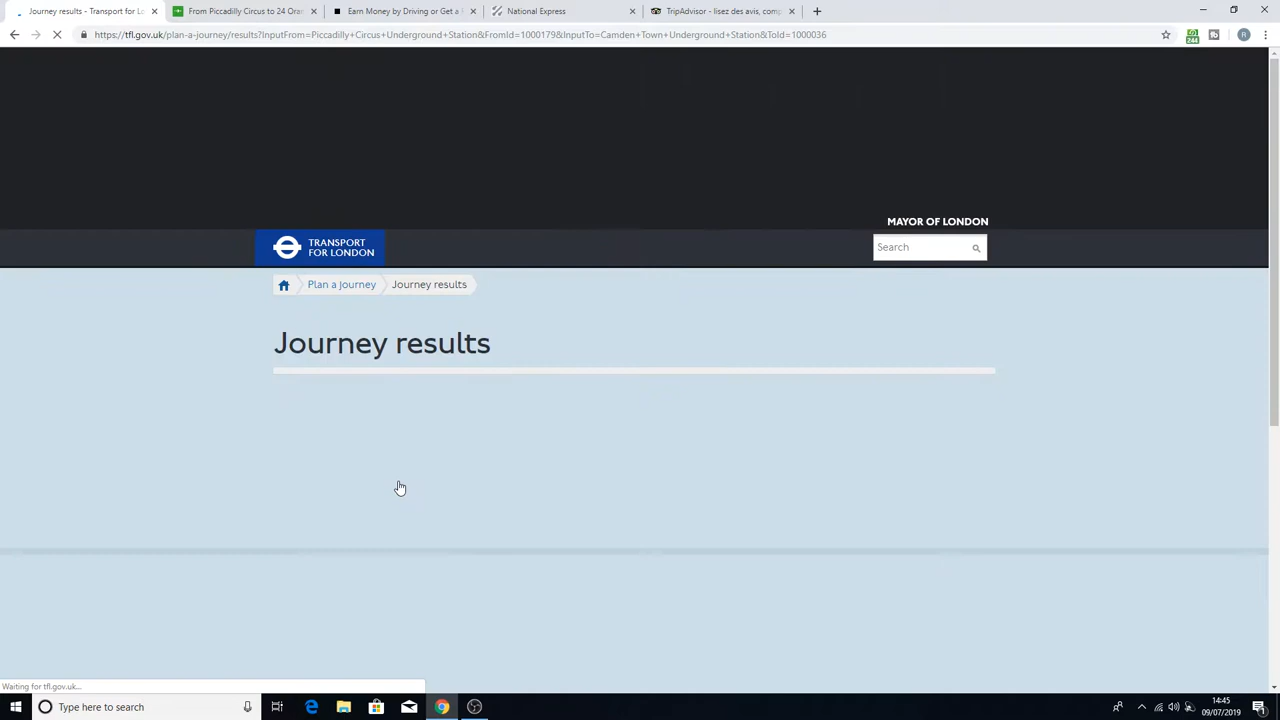 Journey results - Transport for Lo
From Piccadilly Circus to 24 Ora
Earn Money by Driving or Get a
National Express
TripAdvisor - lisez des avis, comp
https://tfl.gov.uk/plan-a-journey/results?InputFrom=Piccadilly+Circus+Underground+Station&FromId=1000179&InputTo=Camden+Town+Underground+Station&ToId=1000036
244
R
MAYOR OF LONDON
TRANSPORT
FOR LONDON
Search
Plan a journey
Journey results
Journey results
Waiting for tfl.gov.uk...
Type here to search
14:45
09/07/2019
1